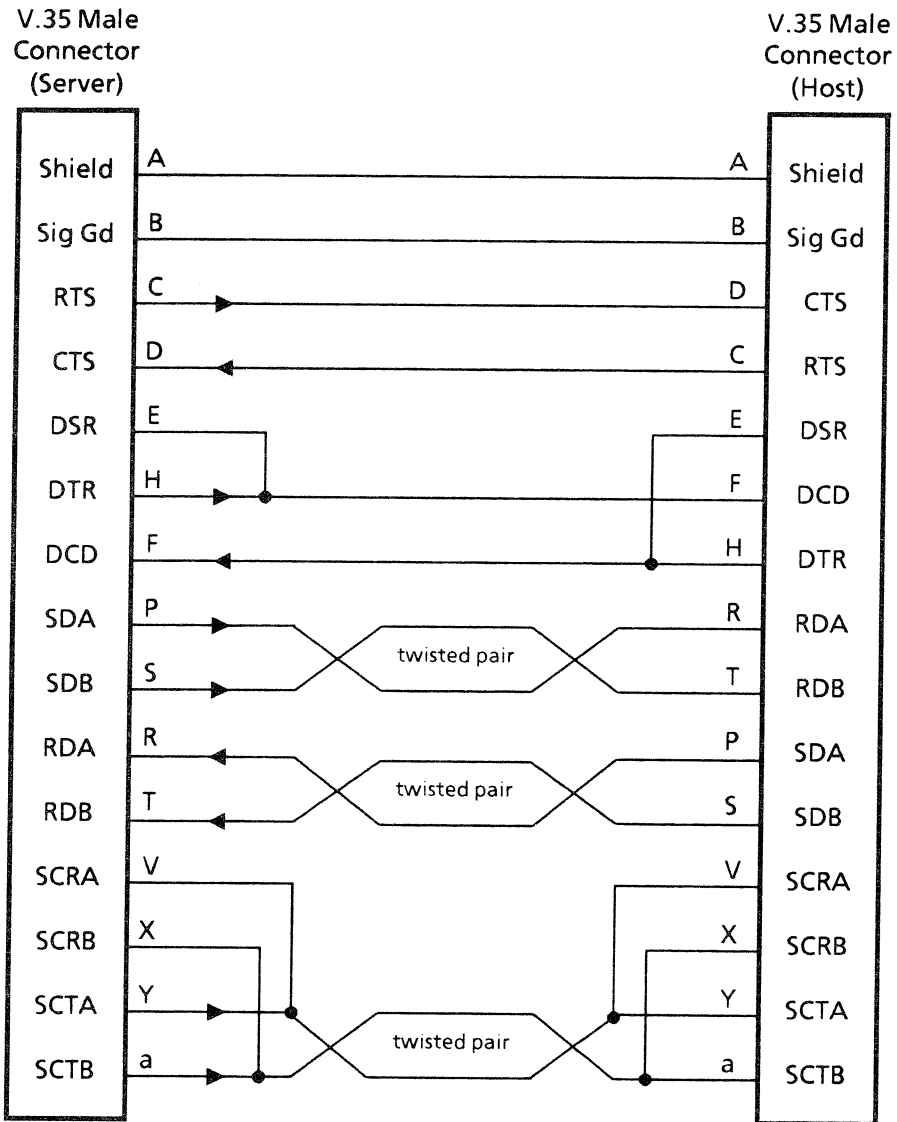 V.35 Male
Connector
(Server)
V.35 Male
Connector
(Host)
Shield A A Shield
Sig Gd B B Sig Gd
RTS C D CTS
CTS D C RTS
DSR E E DSR
DTR H F DCD
DCD F H DTR
SDA P R RDA
twisted pair
SDB S T RDB
RDA R P SDA
twisted pair
RDB T S SDB
SCRA V V SCRA
SCRB X X SCRB
SCTA Y Y SCTA
twisted pair
SCTB a a SCTB